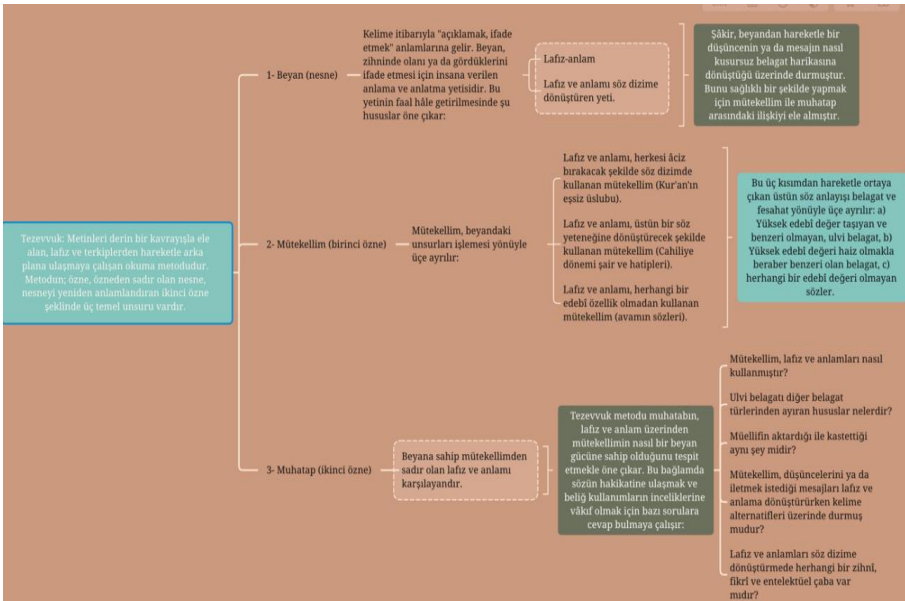 Tezevvuk: Metinleri derin bir kavrayışla ele
alan, lafız ve terkiplerden hareketle arka
plana ulaşmaya çalışan okuma metodudur.
Metodun; özne, özneden sadır olan nesne,
nesneyi yeniden anlamlandıran ikinci özne
şeklinde üç temel unsuru vardır.
1- Beyan (nesne)
Kelime itibarıyla "açıklamak, ifade
etmek" anlamlarına gelir. Beyan,
zihninde olanı ya da gördüklerini
ifade etmesi için insana verilen
anlama ve anlatma yetisidir. Bu
yetinin faal hâle getirilmesinde şu
hususlar öne çıkar:
Lafız-anlam
Lafız ve anlamı söz dizime
dönüştüren yeti.
Şâkir, beyandan hareketle bir
düşüncenin ya da mesajın nasıl
kusursuz belagat harikasına
dönüştüğü üzerinde durmuştur.
Bunu sağlıklı bir şekilde yapmak
için mütekellim ile muhatap
arasındaki ilişkiyi ele almıştır.
2- Mütekellim (birinci özne)
Mütekellim, beyandaki
unsurları işlemesi yönüyle
üçe ayrılır:
Lafız ve anlamı, herkesi âciz
bırakacak şekilde söz dizimde
kullanan mütekellim (Kur'an'ın
eşsiz üslubu).
Lafız ve anlamı, üstün bir söz
yeteneğine dönüştürecek şekilde
kullanan mütekellim (Cahiliye
dönemi şair ve hatipleri).
Lafız ve anlamı, herhangi bir
edebî özellik olmadan kullanan
mütekellim (avamın sözleri).
Bu üç kısımdan hareketle ortaya
çıkan üstün söz anlayışı belagat ve
fesahat yönüyle üçe ayrılır: a)
Yüksek edebî değer taşıyan ve
benzeri olmayan, ulvi belagat, b)
Yüksek edebî değeri haiz olmakla
beraber benzeri olan belagat, c)
herhangi bir edebî değeri olmayan
sözler.
3- Muhatap (ikinci özne)
Beyana sahip mütekellimden
sadır olan lafız ve anlamı
karşılayandır.
Tezevvuk metodu muhatabın,
lafız ve anlam üzerinden
mütekellimin nasıl bir beyan
gücüne sahip olduğunu tespit
etmekle öne çıkar. Bu bağlamda
sözün hakikatine ulaşmak ve
beliğ kullanımların inceliklerine
vâkıf olmak için bazı sorulara
cevap bulmaya çalışır:
Mütekellim, lafız ve anlamları nasıl
kullanmıştır?
Ulvi belagatı diğer belagat
türlerinden ayıran hususlar nelerdir?
Müellifin aktardığı ile kastettiği
aynı şey midir?
Mütekellim, düşüncelerini ya da
iletmek istediği mesajları lafız ve
anlama dönüştürürken kelime
alternatifleri üzerinde durmuş
mudur?
Lafız ve anlamları söz dizime
dönüştürmede herhangi bir zihnî,
fikrî ve entelektüel çaba var
mıdır?